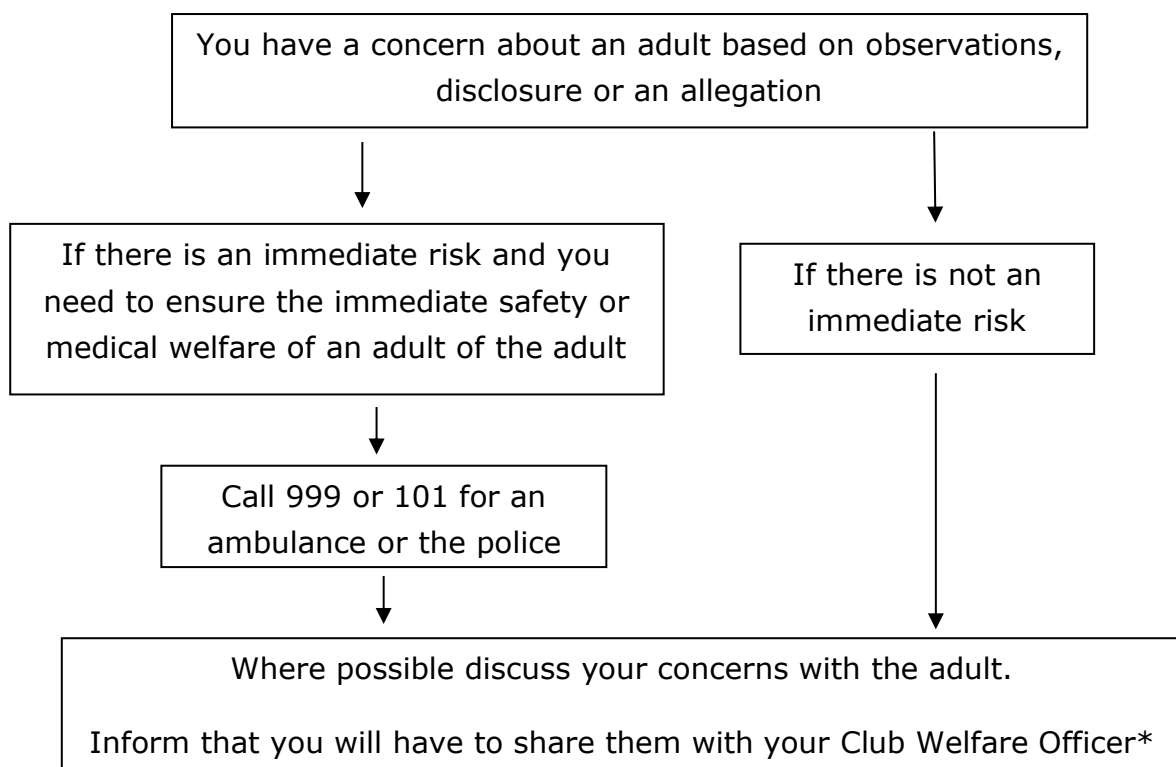 You have a concern about an adult based on observations,
disclosure or an allegation
If there is an immediate risk and you
need to ensure the immediate safety or
medical welfare of an adult of the adult
If there is not an
immediate risk
Call 999 or 101 for an
ambulance or the police
Where possible discuss your concerns with the adult.
Inform that you will have to share them with your Club Welfare Officer*